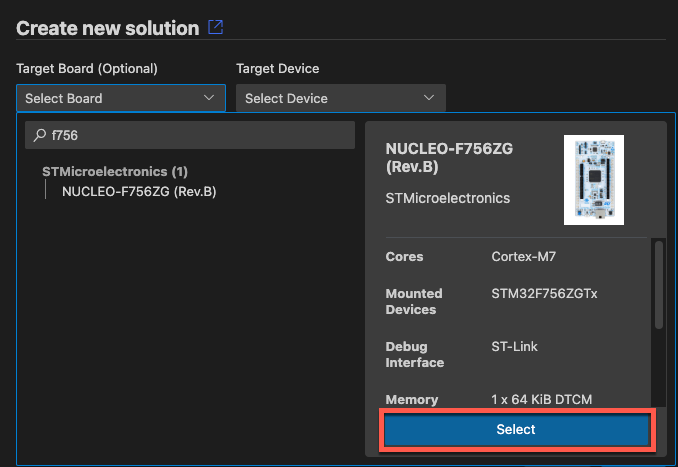 Create new solution
Target Board (Optional)
Target Device
Select Board
Select Device
f756
STMicroelectronics (1)
NUCLEO-F756ZG (Rev.B)
NUCLEO-F756ZG
(Rev.B)
STMicroelectronics
Cores
Cortex-M7
Mounted
Devices
STM32F756ZGTx
Debug
Interface
ST-Link
Memory
1 x 64 KiB DTCM
Select